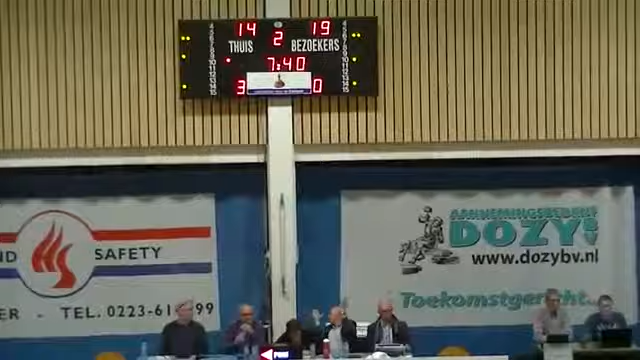 14 2 19
THUIS BEZOEKERS
7:40
3 0
SAFETY
TEL. 0223-61
AANNEMINGSBEDRIJF
DOZY BV
www.dozybv.nl
Toekomstgericht